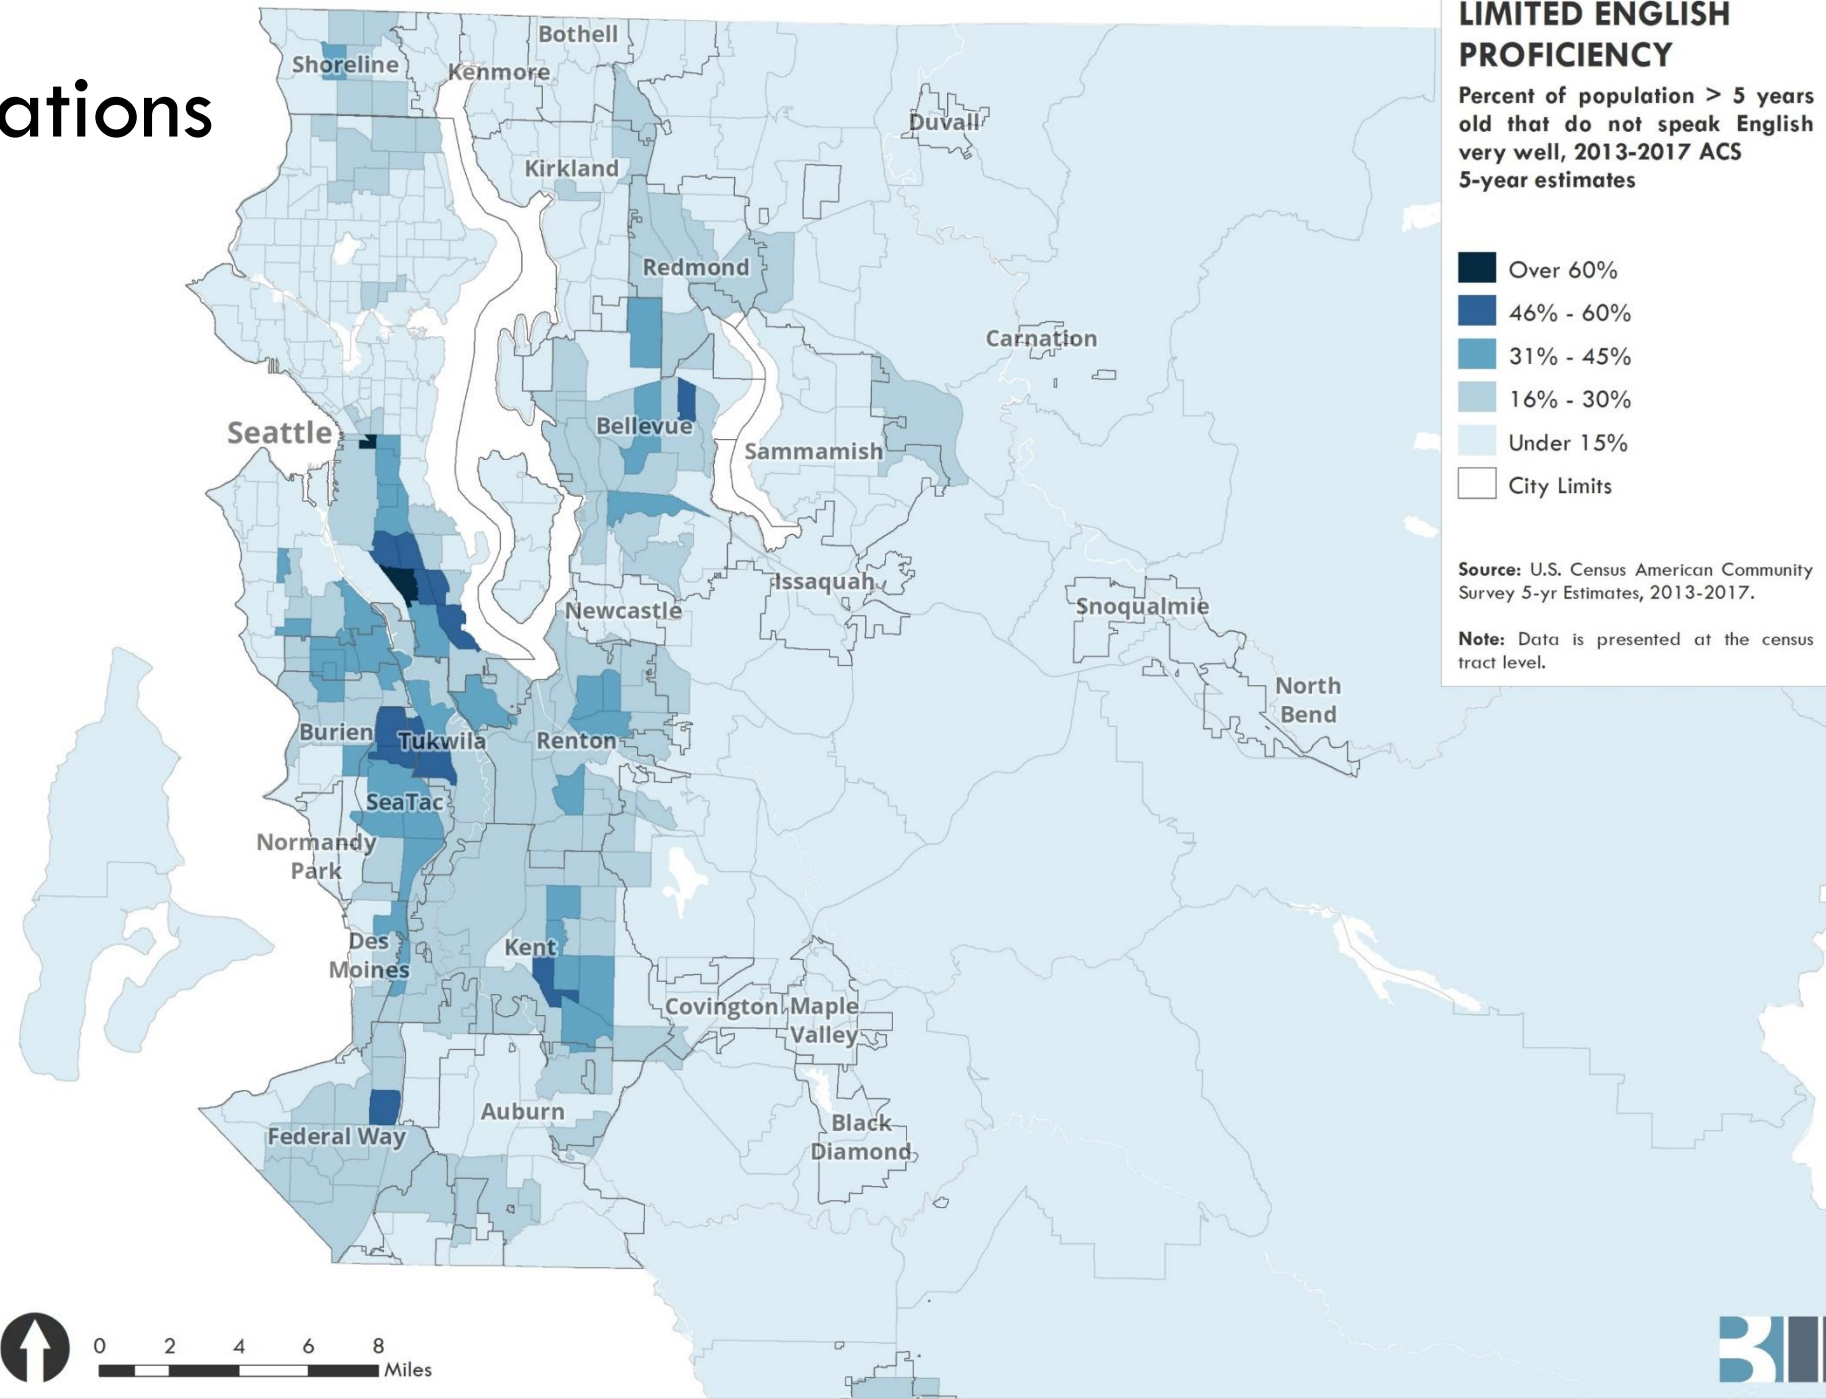 ations
LIMITED ENGLISH
PROFICIENCY
Percent of population > 5 years
old that do not speak English
very well, 2013-2017 ACS
5-year estimates
Over 60%
46% - 60%
31% - 45%
16% - 30%
Under 15%
City Limits
Source: U.S. Census American Community
Survey 5-yr Estimates, 2013-2017.
Note: Data is presented at the census
tract level.
Bothell
Shoreline
Kenmore
Duvall
Kirkland
Redmond
Carnation
Seattle
Bellevue
Sammamish
Issaquah
Newcastle
Snoqualmie
North
Bend
Burien
Tukwila
Renton
SeaTac
Normandy
Park
Des
Moines
Kent
Covington
Maple
Valley
Auburn
Black
Diamond
Federal Way
0 2 4 6 8
Miles